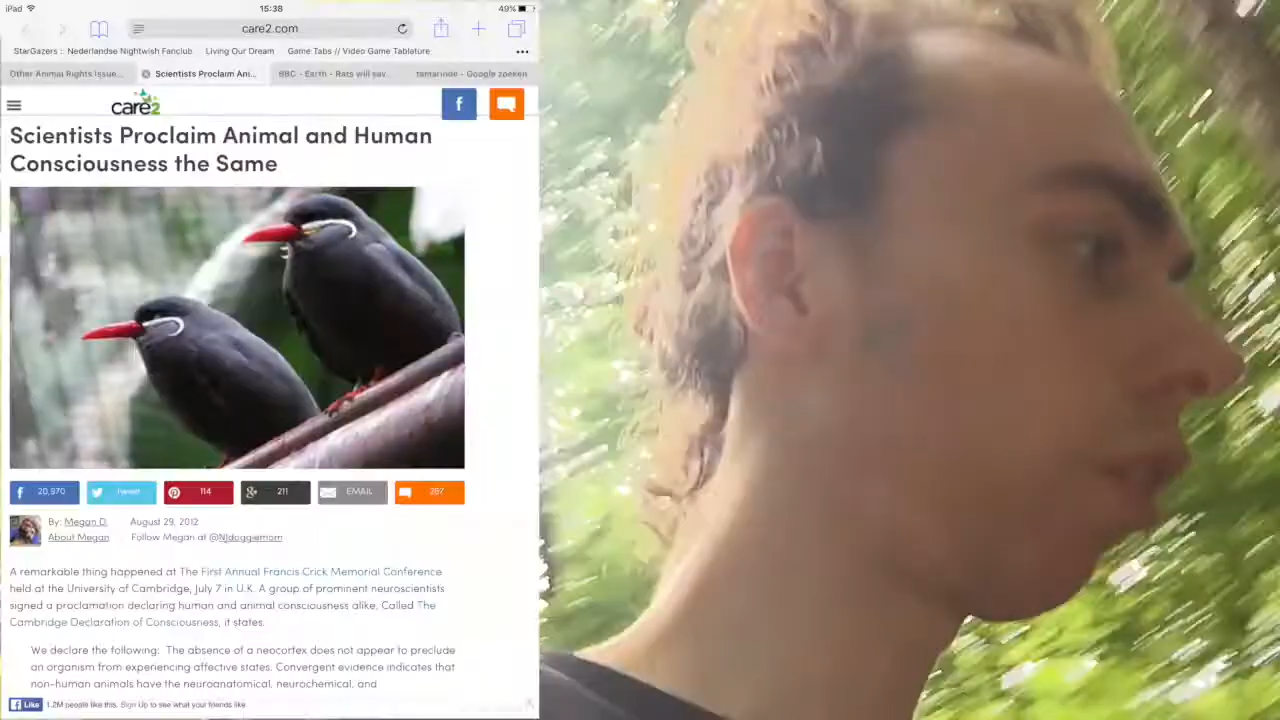 iPad 15:38 49%
care2.com
StarGazers :: Nederlandse Nightwish Fanclub Living Our Dream Game Tabs // Video Game Tablature
Other Animal Rights Issue... Scientists Proclaim Ani... BBC - Earth - Rats will sav... tamarinde - Google zoeken
care2 f
Scientists Proclaim Animal and Human
Consciousness the Same
f 20,970 Tweet 114 g+ 211 EMAIL 287
By: Megan D. August 29, 2012
About Megan Follow Megan at @NJdoggiemom
A remarkable thing happened at The First Annual Francis Crick Memorial Conference
held at the University of Cambridge, July 7 in U.K. A group of prominent neuroscientists
signed a proclamation declaring human and animal consciousness alike. Called The
Cambridge Declaration of Consciousness, it states:
We declare the following: The absence of a neocortex does not appear to preclude
an organism from experiencing affective states. Convergent evidence indicates that
non-human animals have the neuroanatomical, neurochemical, and
f Like 1.2M people like this. Sign Up to see what your friends like.